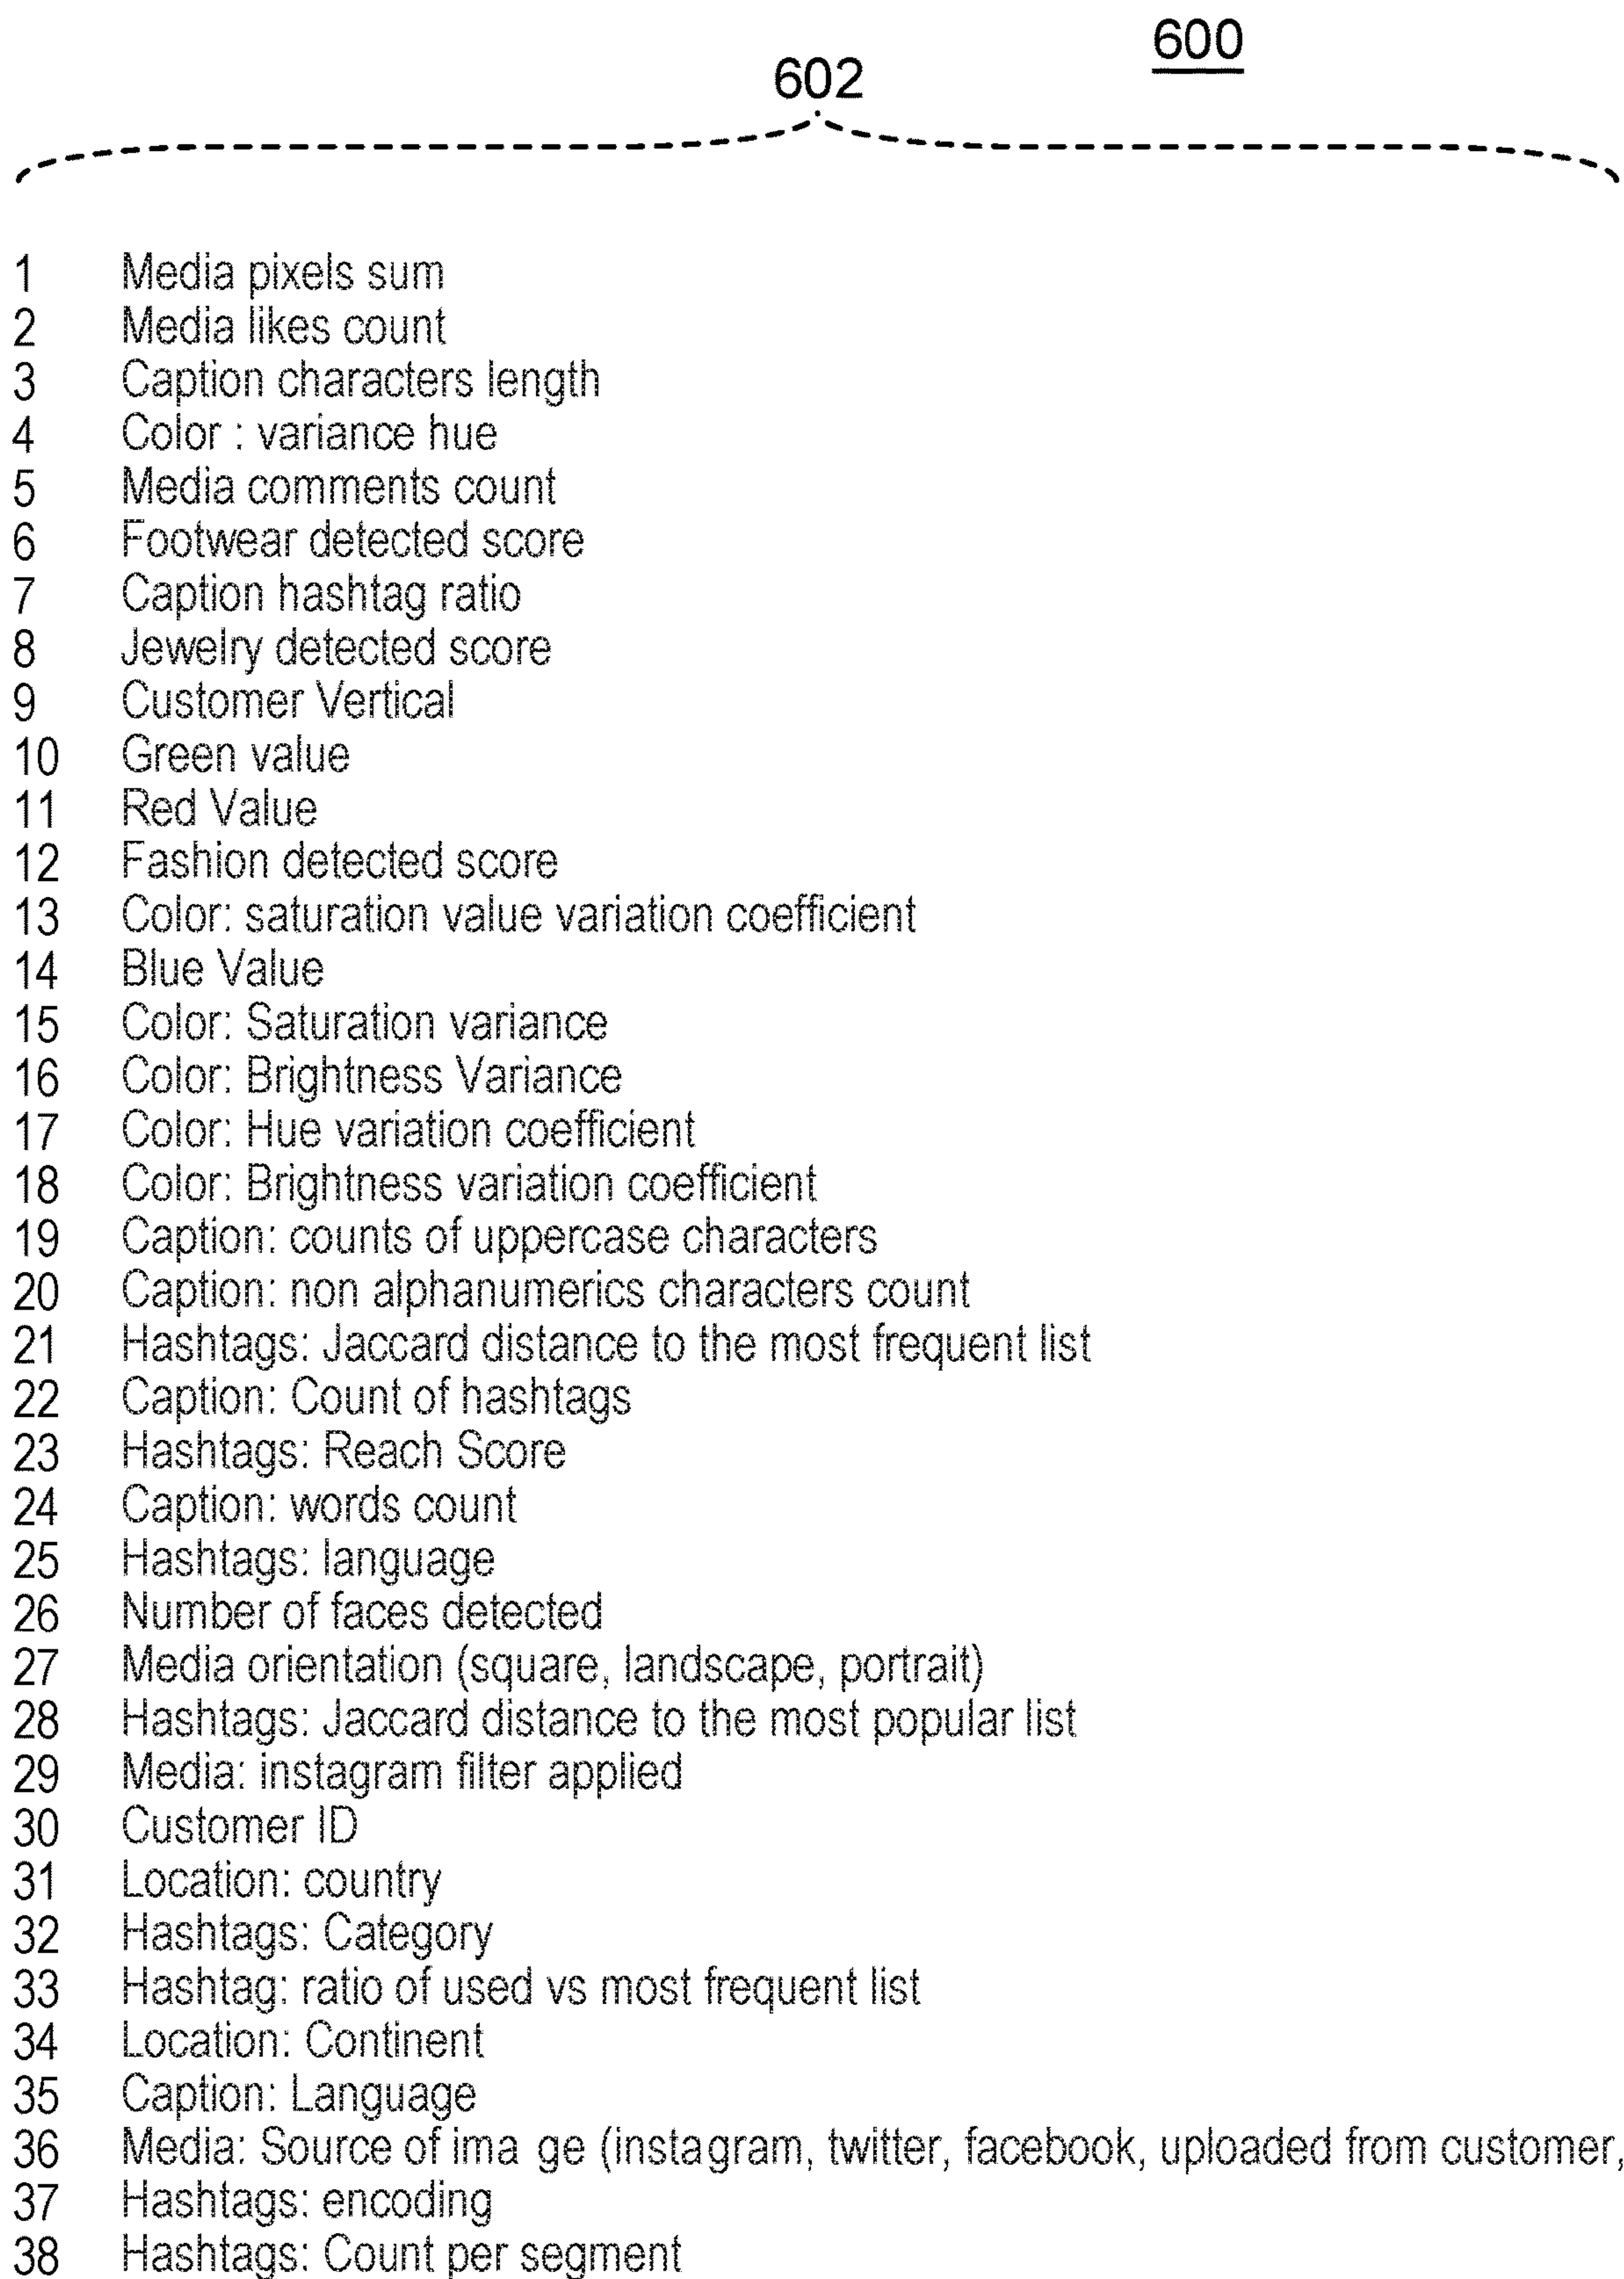 600
602
1 Media pixels sum
2 Media likes count
3 Caption characters length
4 Color : variance hue
5 Media comments count
6 Footwear detected score
7 Caption hashtag ratio
8 Jewelry detected score
9 Customer Vertical
10 Green value
11 Red Value
12 Fashion detected score
13 Color: saturation value variation coefficient
14 Blue Value
15 Color: Saturation variance
16 Color: Brightness Variance
17 Color: Hue variation coefficient
18 Color: Brightness variation coefficient
19 Caption: counts of uppercase characters
20 Caption: non alphanumerics characters count
21 Hashtags: Jaccard distance to the most frequent list
22 Caption: Count of hashtags
23 Hashtags: Reach Score
24 Caption: words count
25 Hashtags: language
26 Number of faces detected
27 Media orientation (square, landscape, portrait)
28 Hashtags: Jaccard distance to the most popular list
29 Media: instagram filter applied
30 Customer ID
31 Location: country
32 Hashtags: Category
33 Hashtag: ratio of used vs most frequent list
34 Location: Continent
35 Caption: Language
36 Media: Source of ima ge (instagram, twitter, facebook, uploaded from customer,
37 Hashtags: encoding
38 Hashtags: Count per segment